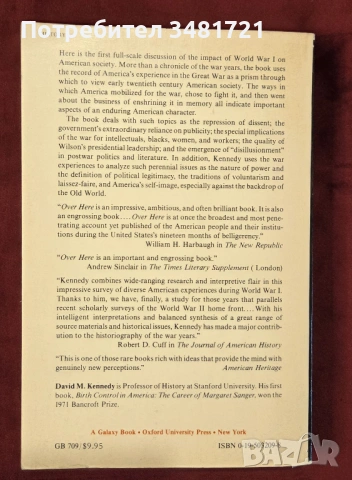 Потребител 3481721
Here is the first full-scale discussion of the impact of World War I on
American society. More than a chronicle of the war years, the book uses
the record of America's experience in the Great War as a prism through
which to view early twentieth century American society. The ways in
which America mobilized for the war, chose to fight it, and then went
about the business of enshrining it in memory all indicate important
aspects of an enduring American character.
The book deals with such topics as the repression of dissent; the
government's extraordinary reliance on publicity; the special implications
of the war for intellectuals, blacks, women, and workers; the quality of
Wilson's presidential leadership; and the emergence of "disillusionment"
in postwar politics and literature. In addition, Kennedy uses the war
experiences to analyze such perennial issues as the nature of power and
the definition of political legitimacy, the traditions of voluntarism and
laissez-faire, and America's self-image, especially against the backdrop of
the Old World.
"Over Here is an impressive, ambitious, and often brilliant book. It is also
an engrossing book.... Over Here is at once the broadest and most pene-
trating account yet published of the American people and their institu-
tions during the United States's nineteen months of belligerency."
William H. Harbaugh in The New Republic
"Over Here is an important and engrossing book."
Andrew Sinclair in The Times Literary Supplement (London)
"Kennedy combines wide-ranging research and interpretive flair in this
impressive survey of diverse American experiences during World War I.
Thanks to him, we have, finally, a study for those years that parallels
recent scholarly surveys of the World War II home front.... With his
intelligent interpretations and balanced synthesis of a great range of
source materials and historical issues, Kennedy has made a major contribu-
tion to the historiography of the war years."
Robert D. Cuff in The Journal of American History
"This is one of those rare books rich with ideas that provide the mind with
genuinely new perceptions." American Heritage
David M. Kennedy is Professor of History at Stanford University. His first
book, Birth Control in America: The Career of Margaret Sanger, won the
1971 Bancroft Prize.
A Galaxy Book • Oxford University Press • New York
GB 709/$9.95 ISBN 0-19-503209-
bazar